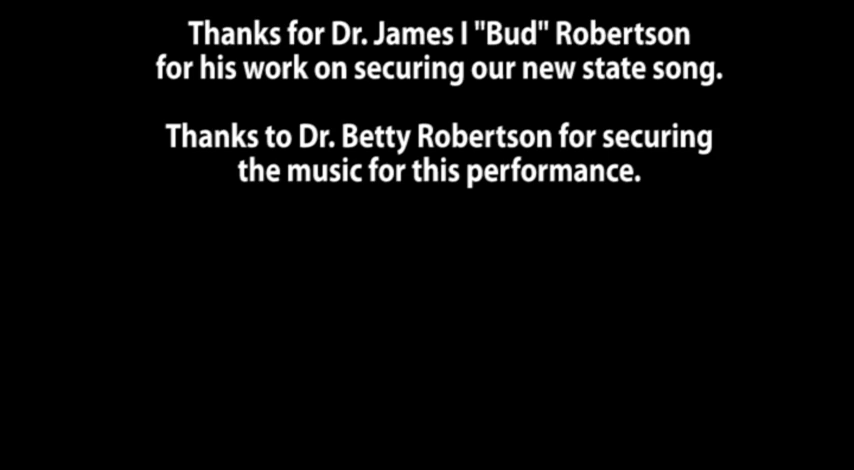 Thanks for Dr. James I "Bud" Robertson
for his work on securing our new state song.
Thanks to Dr. Betty Robertson for securing
the music for this performance.